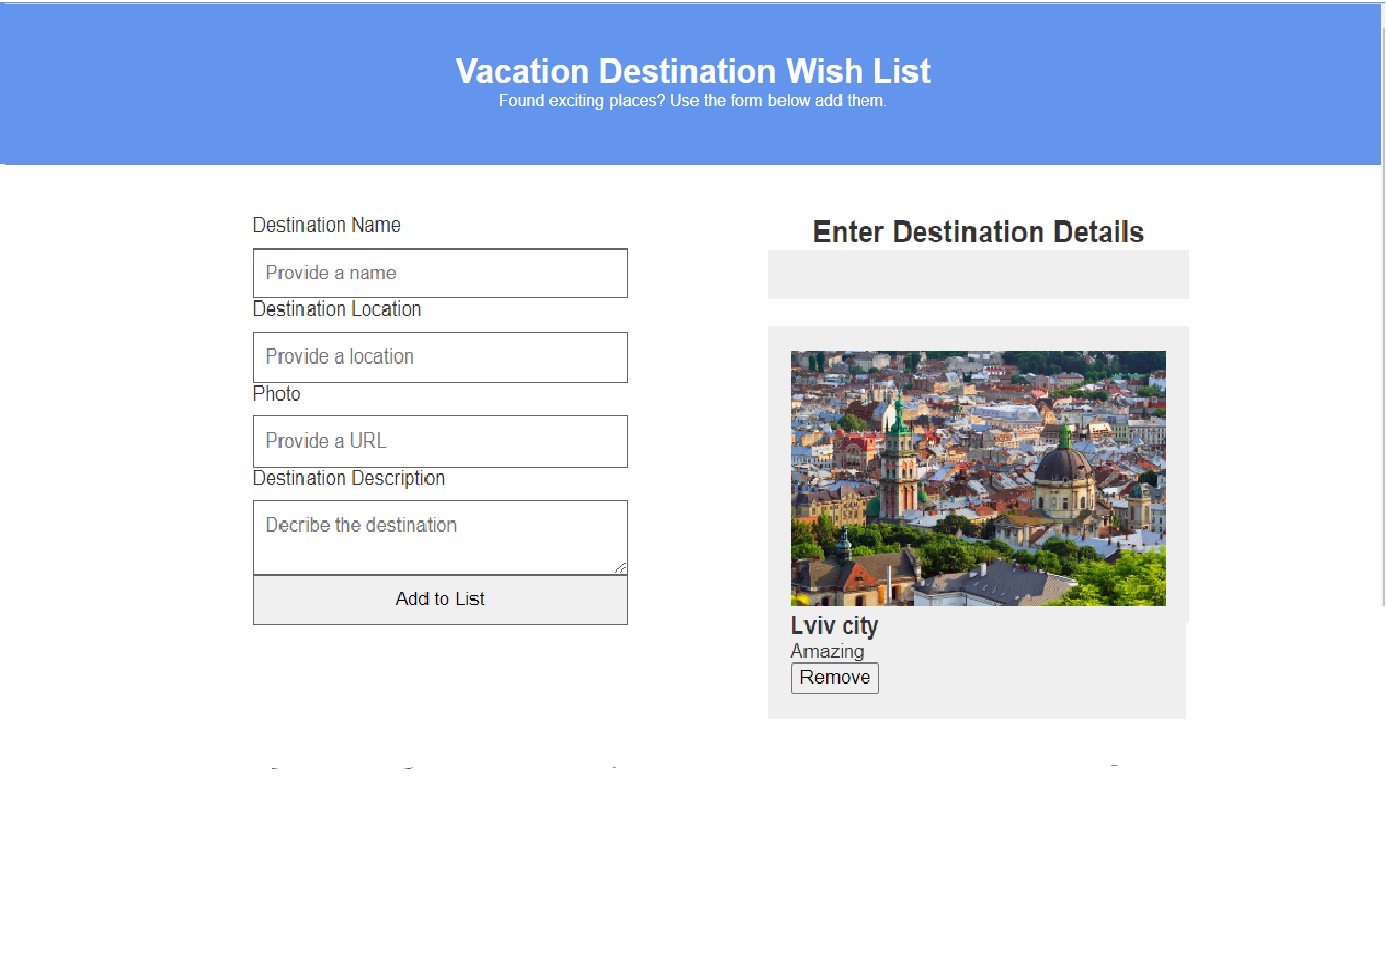 Vacation Destination Wish List
Found exciting places? Use the form below add them.
Destination Name
Provide a name
Destination Location
Provide a location
Photo
Provide a URL
Destination Description
Decribe the destination
Add to List
Enter Destination Details
Lviv city
Amazing
Remove